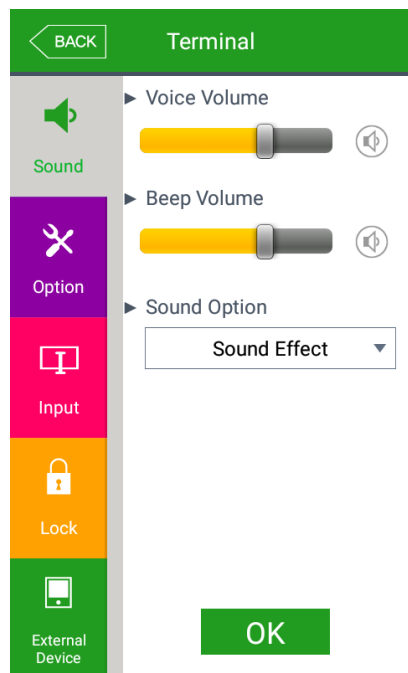 BACK
Terminal
Sound
Option
Input
Lock
External
Device
► Voice Volume
► Beep Volume
► Sound Option
Sound Effect
OK